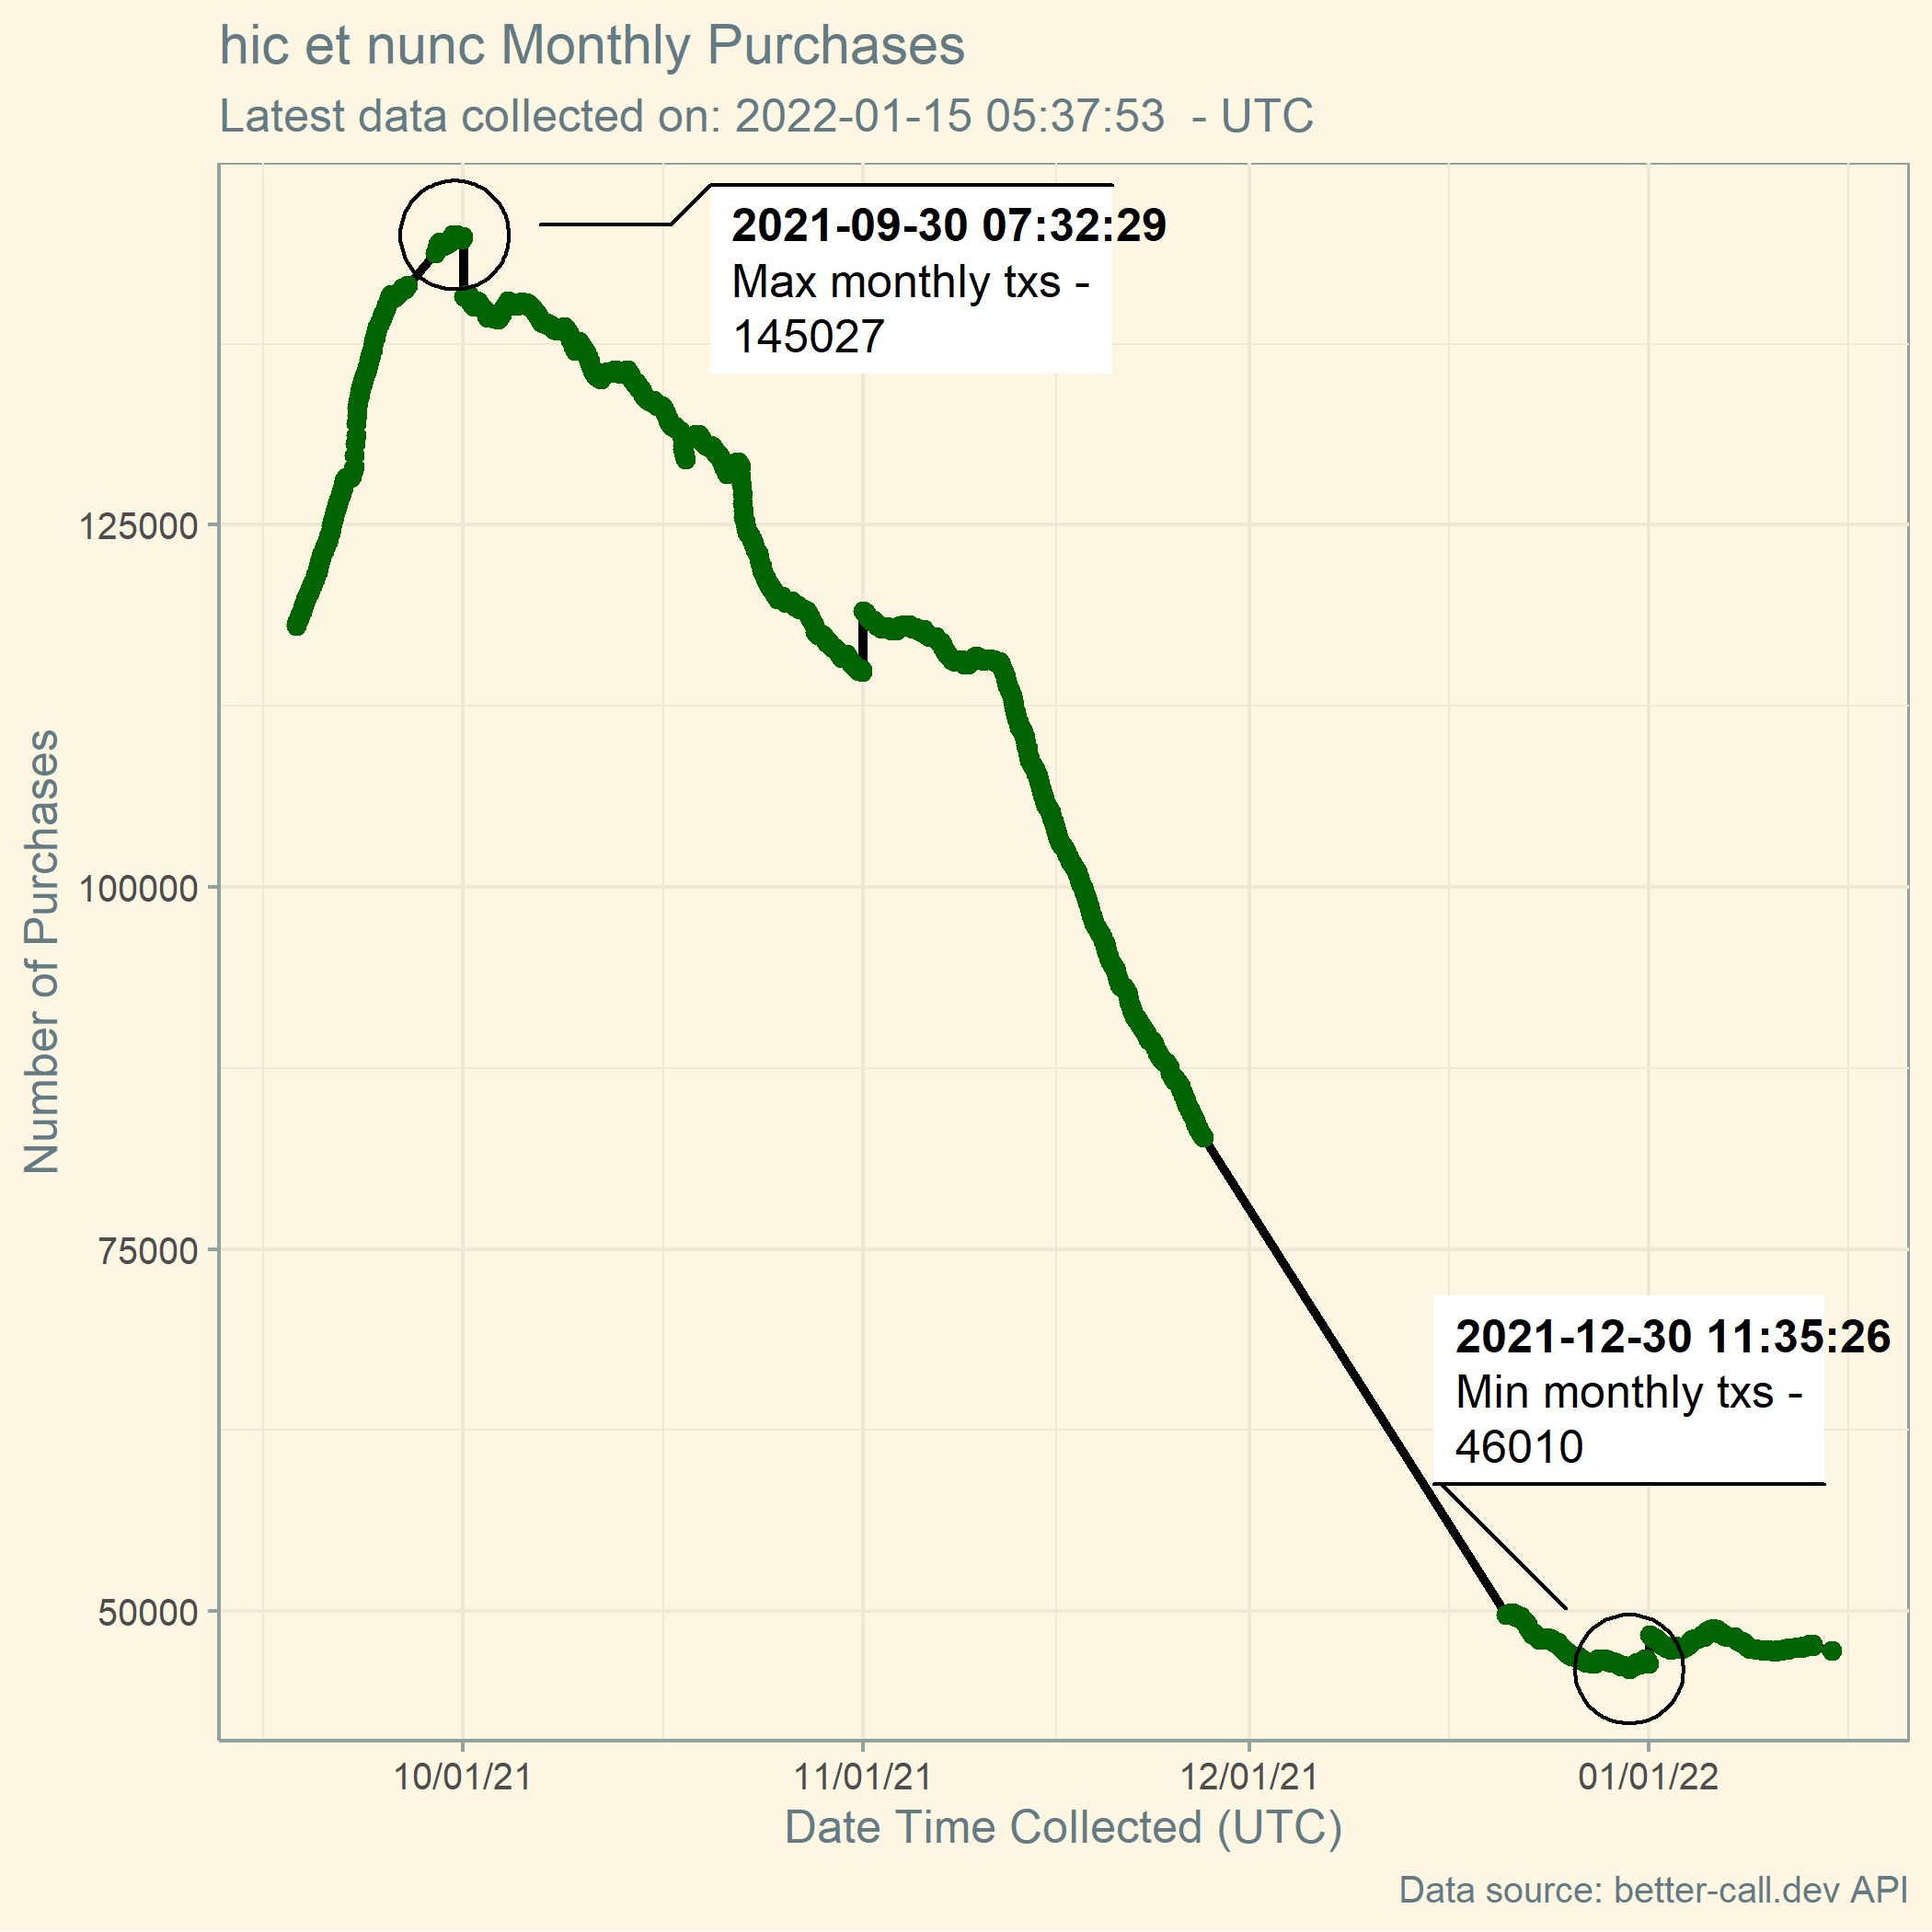 hic et nunc Monthly Purchases
Latest data collected on: 2022-01-15 05:37:53  - UTC
2021-09-30 07:32:29
Max monthly txs -
145027
125000
100000
75000
50000
Number of Purchases
2021-12-30 11:35:26
Min monthly txs -
46010
10/01/21
11/01/21
12/01/21
01/01/22
Date Time Collected (UTC)
Data source: better-call.dev API